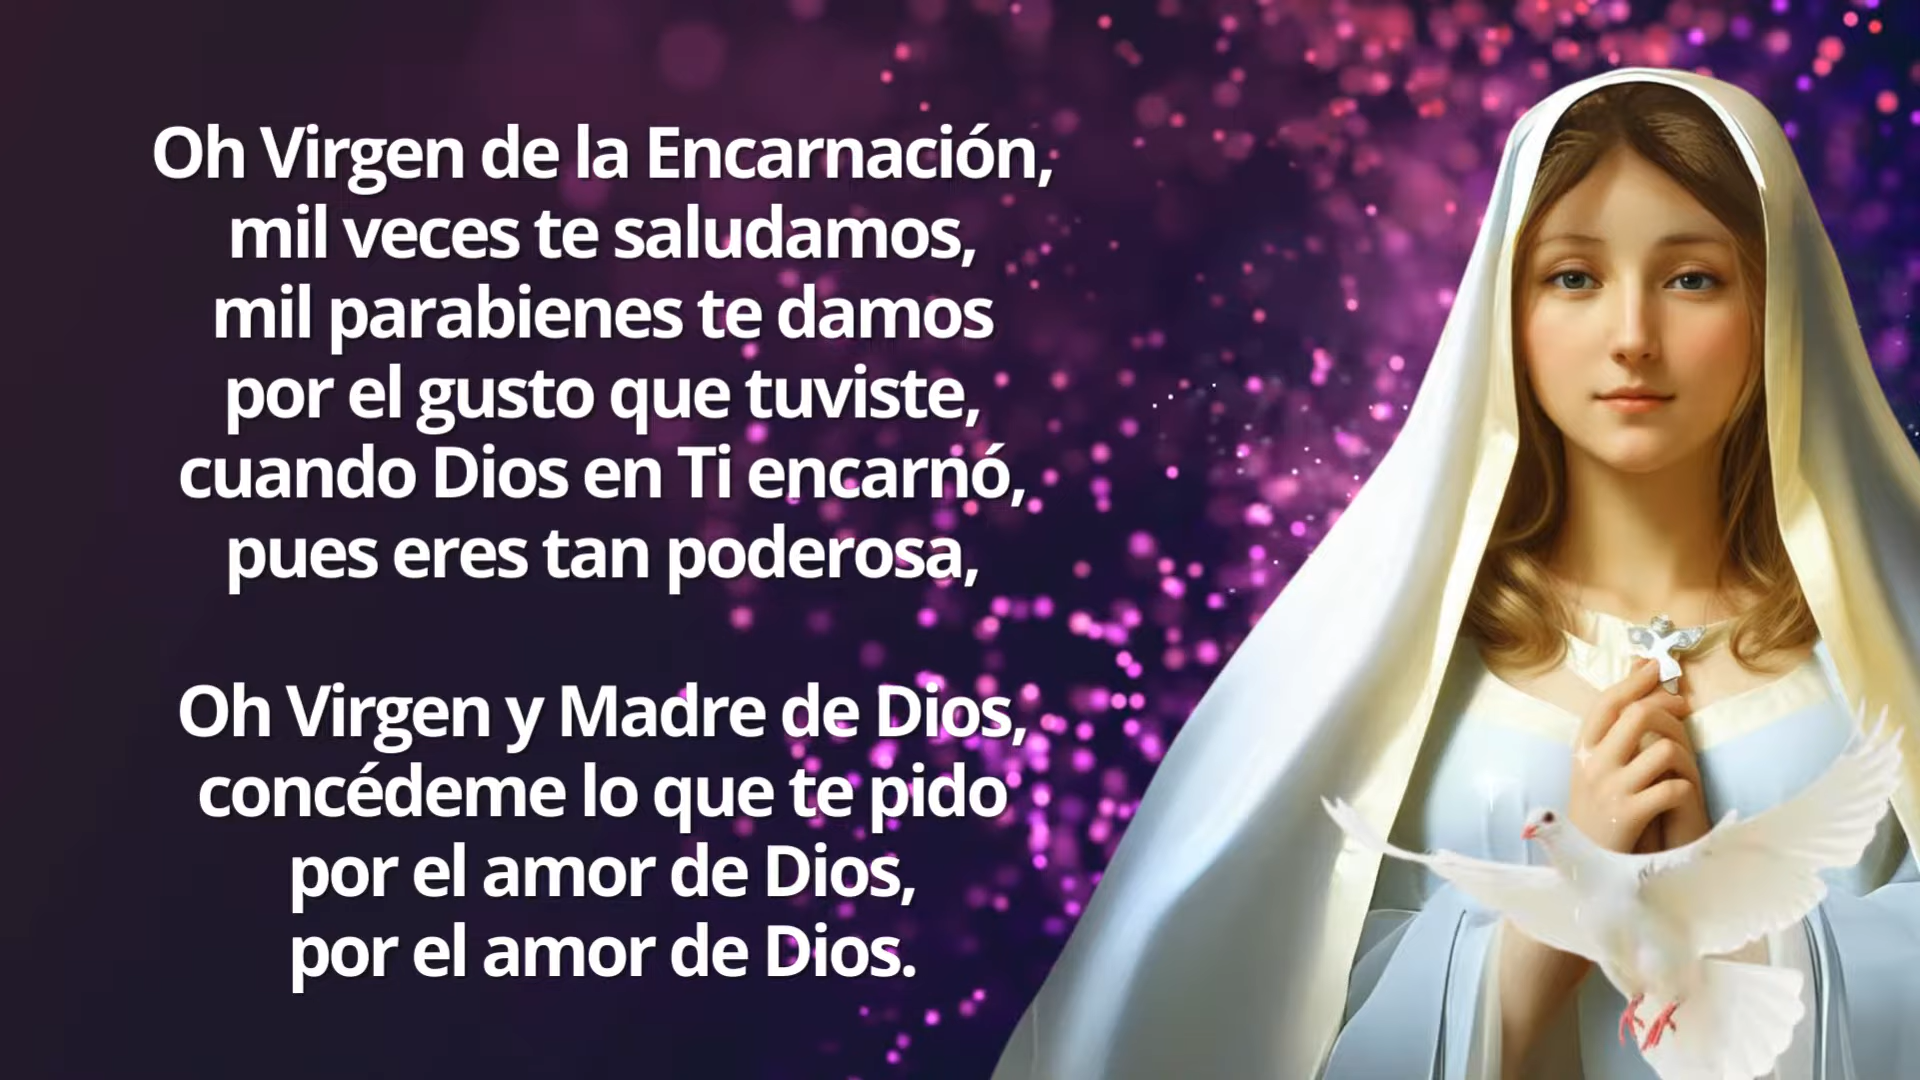 Oh Virgen de la Encarnación,
mil veces te saludamos,
mil parabienes te damos
por el gusto que tuviste,
cuando Dios en Ti encarnó,
pues eres tan poderosa,
Oh Virgen y Madre de Dios,
concédeme lo que te pido
por el amor de Dios,
por el amor de Dios.